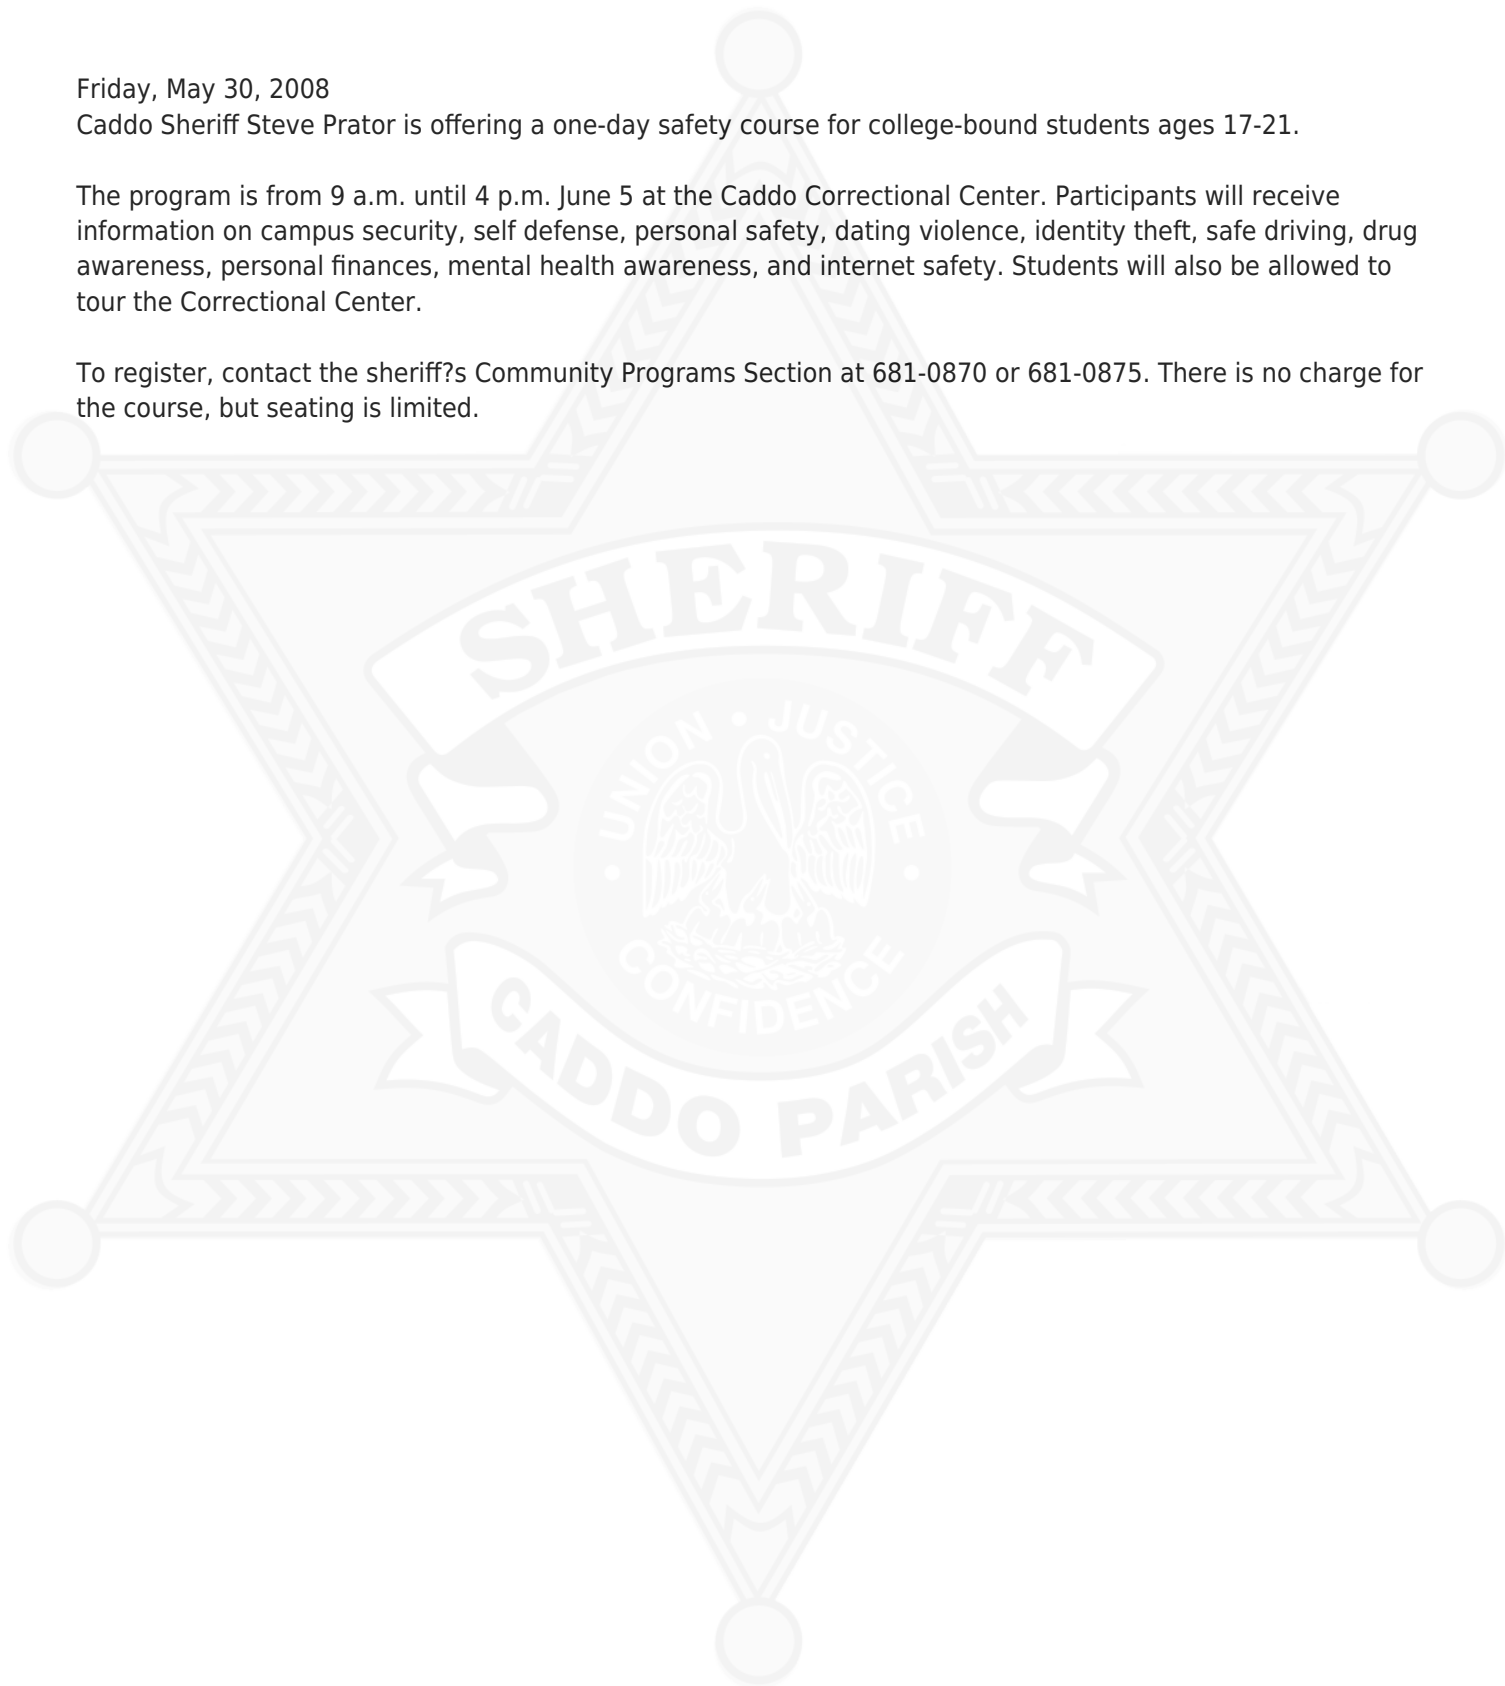 Friday, May 30, 2008
Caddo Sheriff Steve Prator is offering a one-day safety course for college-bound students ages 17-21.
The program is from 9 a.m. until 4 p.m. June 5 at the Caddo Correctional Center. Participants will receive
information on campus security, self defense, personal safety, dating violence, identity theft, safe driving, drug
awareness, personal finances, mental health awareness, and internet safety. Students will also be allowed to
tour the Correctional Center.
To register, contact the sheriff?s Community Programs Section at 681-0870 or 681-0875. There is no charge for
the course, but seating is limited.
SHERIFF
UNION • JUSTICE
• CONFIDENCE •
CADDO PARISH